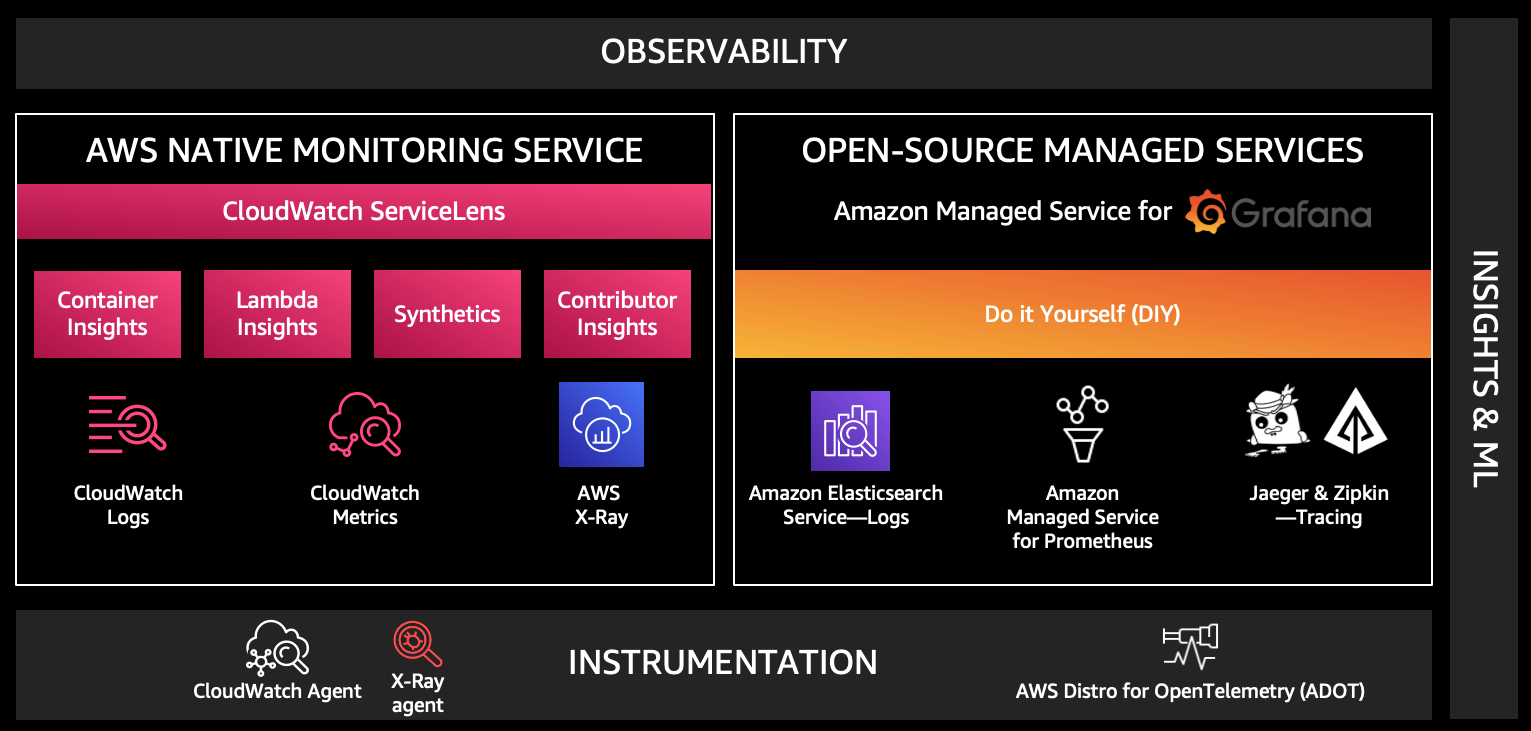 OBSERVABILITY
AWS NATIVE MONITORING SERVICE
CloudWatch ServiceLens
Container
Insights
Lambda
Insights
Synthetics
Contributor
Insights
CloudWatch
Logs
CloudWatch
Metrics
AWS
X-Ray
OPEN-SOURCE MANAGED SERVICES
Amazon Managed Service for Grafana
Do it Yourself (DIY)
Amazon Elasticsearch
Service—Logs
Amazon
Managed Service
for Prometheus
Jaeger & Zipkin
—Tracing
INSTRUMENTATION
CloudWatch Agent
X-Ray
agent
AWS Distro for OpenTelemetry (ADOT)
INSIGHTS & ML